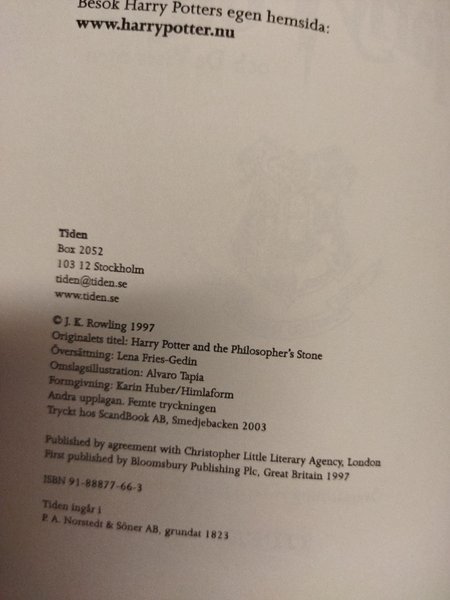 Besök Harry Potters egen hemsida:
www.harrypotter.nu
Tiden
Box 2052
103 12 Stockholm
tiden@tiden.se
www.tiden.se
© J. K. Rowling 1997
Originalets titel: Harry Potter and the Philosopher's Stone
Översättning: Lena Fries-Gedin
Omslagsillustration: Alvaro Tapia
Formgivning: Karin Huber/Himlaform
Andra upplagan. Femte tryckningen
Tryckt hos ScandBook AB, Smedjebacken 2003
Published by agreement with Christopher Little Literary Agency, London
First published by Bloomsbury Publishing Plc, Great Britain 1997
ISBN 91-88877-66-3
Tiden ingår i
P. A. Norstedt & Söner AB, grundat 1823